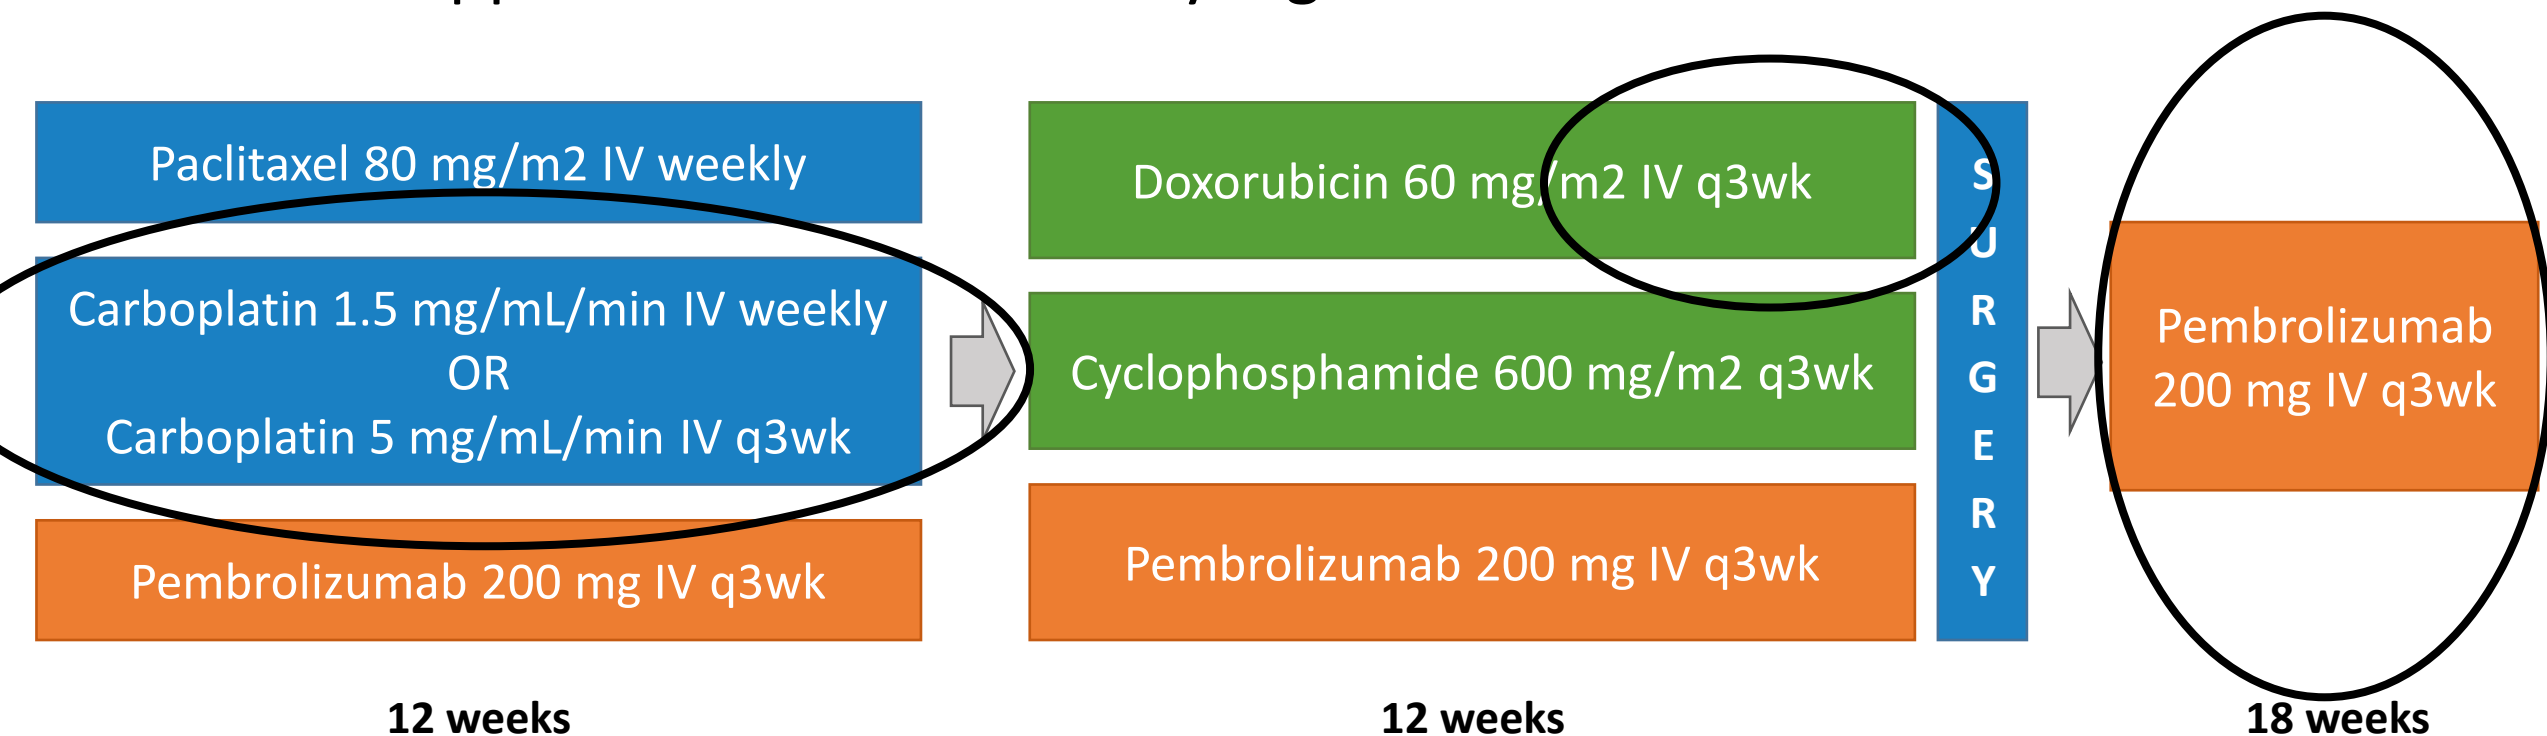 Paclitaxel 80 mg/m2 IV weekly
Carboplatin 1.5 mg/mL/min IV weekly
OR
Carboplatin 5 mg/mL/min IV q3wk
Pembrolizumab 200 mg IV q3wk
12 weeks
Doxorubicin 60 mg/m2 IV q3wk
Cyclophosphamide 600 mg/m2 q3wk
Pembrolizumab 200 mg IV q3wk
12 weeks
S
U
R
G
E
R
Y
Pembrolizumab
200 mg IV q3wk
18 weeks